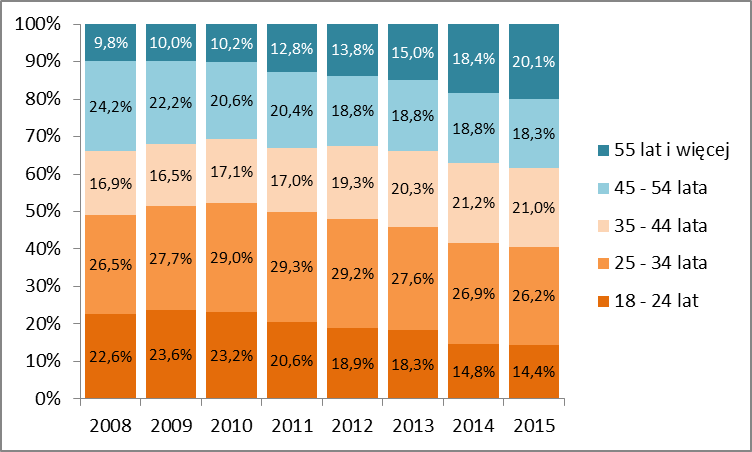 100%
90%
80%
70%
60%
50%
40%
30%
20%
10%
0%
9,8% 10,0% 10,2% 12,8% 13,8% 15,0% 18,4% 20,1%
24,2% 22,2% 20,6% 20,4% 18,8% 18,8% 18,8% 18,3%
16,9% 16,5% 17,1% 17,0% 19,3% 20,3% 21,2% 21,0%
26,5% 27,7% 29,0% 29,3% 29,2% 27,6% 26,9% 26,2%
22,6% 23,6% 23,2% 20,6% 18,9% 18,3% 14,8% 14,4%
2008 2009 2010 2011 2012 2013 2014 2015
55 lat i więcej
45 - 54 lata
35 - 44 lata
25 - 34 lata
18 - 24 lat